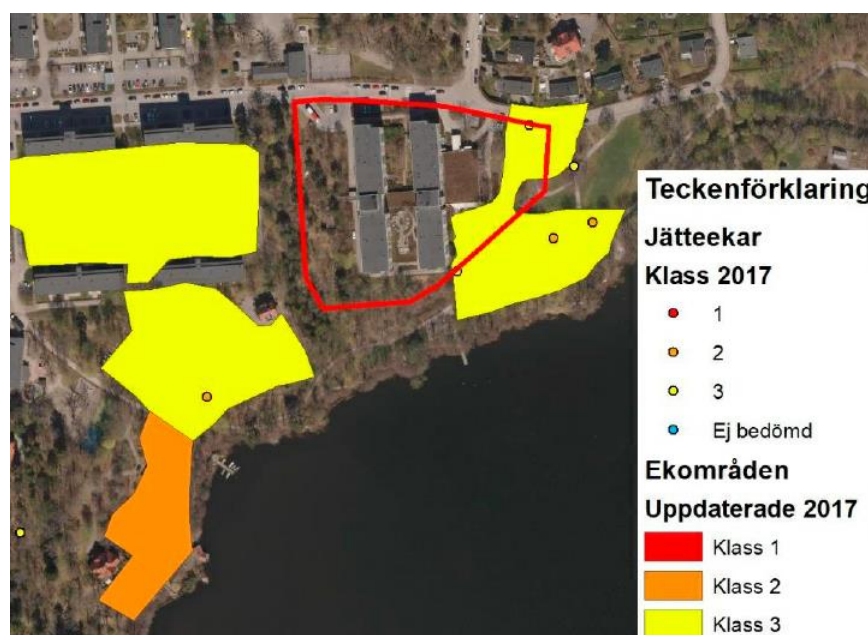 Teckenförklaring
Jätteekar
Klass 2017
1
2
3
Ej bedömd
Ekområden
Uppdaterade 2017
Klass 1
Klass 2
Klass 3